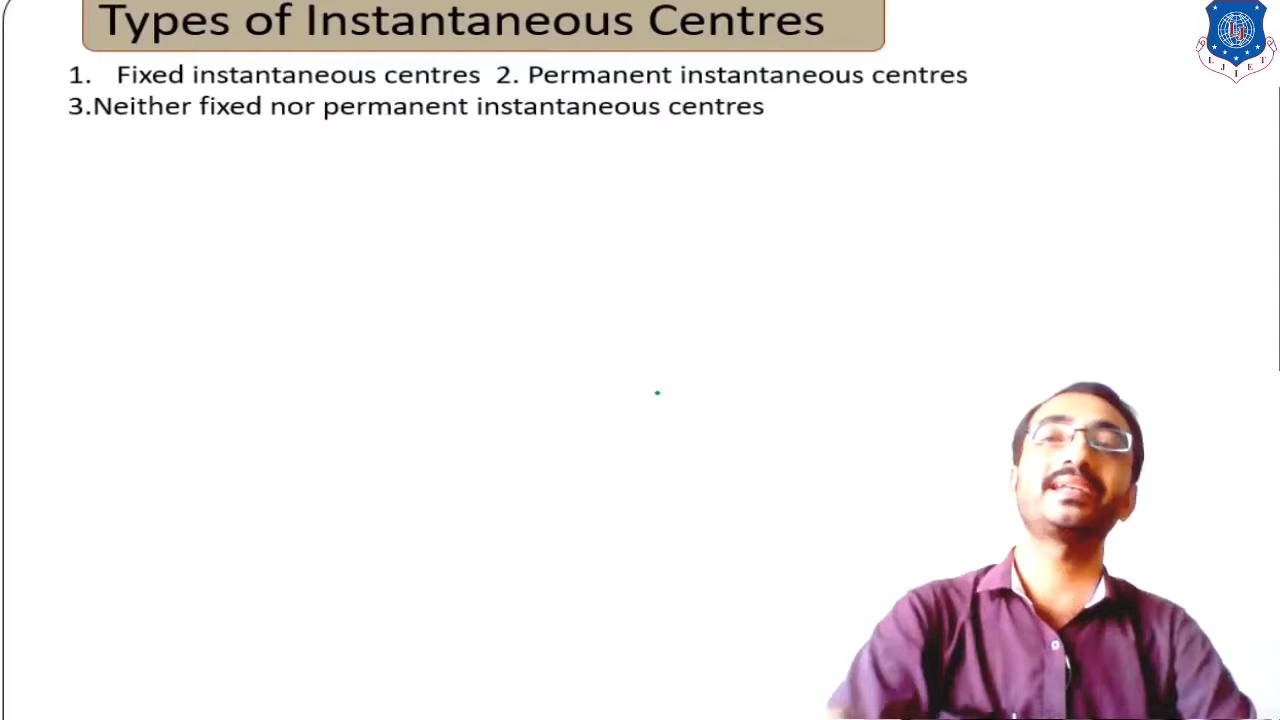 Types of Instantaneous Centres
1. Fixed instantaneous centres 2. Permanent instantaneous centres
3.Neither fixed nor permanent instantaneous centres
LJIET